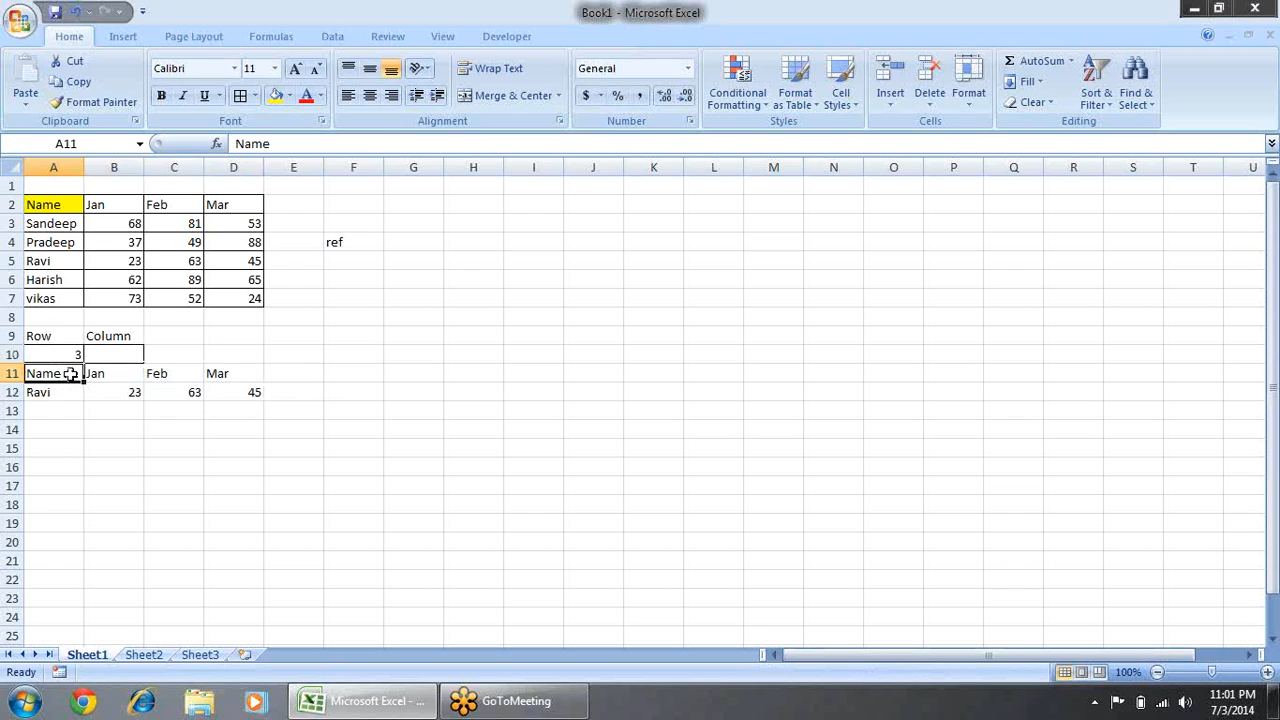 Book1 - Microsoft Excel
Home Insert Page Layout Formulas Data Review View Developer
Paste Cut Copy Format Painter
Calibri 11
B I U A A A
Wrap Text
Merge & Center
General
$ % ,
Conditional Formatting Format as Table Cell Styles
Insert Delete Format
Σ AutoSum Fill Clear
Sort & Filter Find & Select
Clipboard Font Alignment Number Styles Cells Editing
A11 fx Name
A B C D E F G H I J K L M N O P Q R S T U
1
2 Name Jan Feb Mar
3 Sandeep 68 81 53
4 Pradeep 37 49 88 ref
5 Ravi 23 63 45
6 Harish 62 89 65
7 vikas 73 52 24
8
9 Row Column
10 3
11 Name Jan Feb Mar
12 Ravi 23 63 45
13
14
15
16
17
18
19
20
21
22
23
24
25
Sheet1 Sheet2 Sheet3
Ready 100%
Microsoft Excel - ... GoToMeeting
11:01 PM
7/3/2014